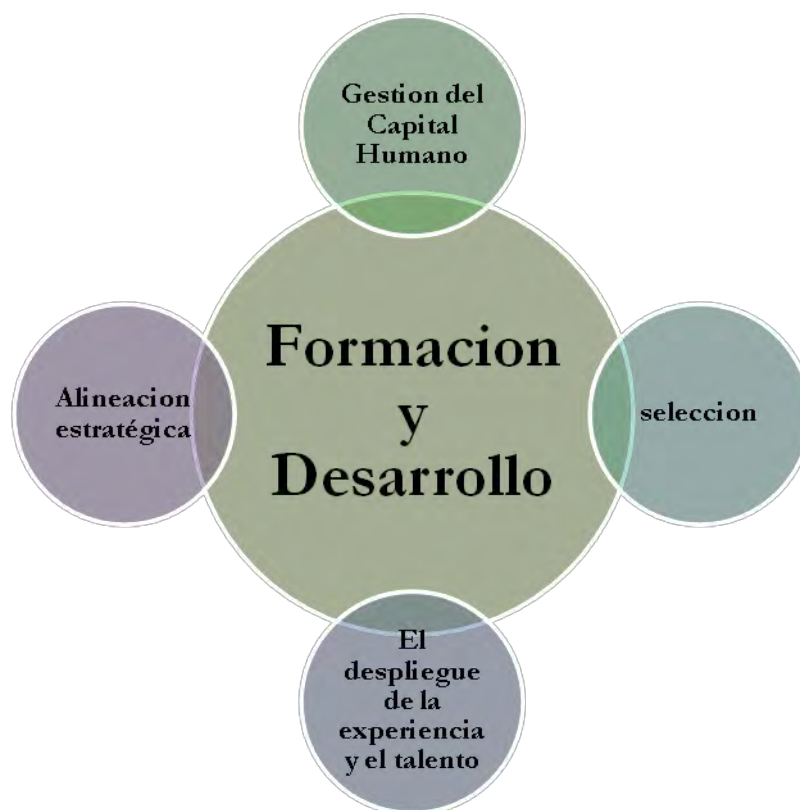 Gestion del
Capital
Humano
Formacion
y
Desarrollo
Alineacion
estratégica
seleccion
El
despliegue
de la
experiencia
y el talento